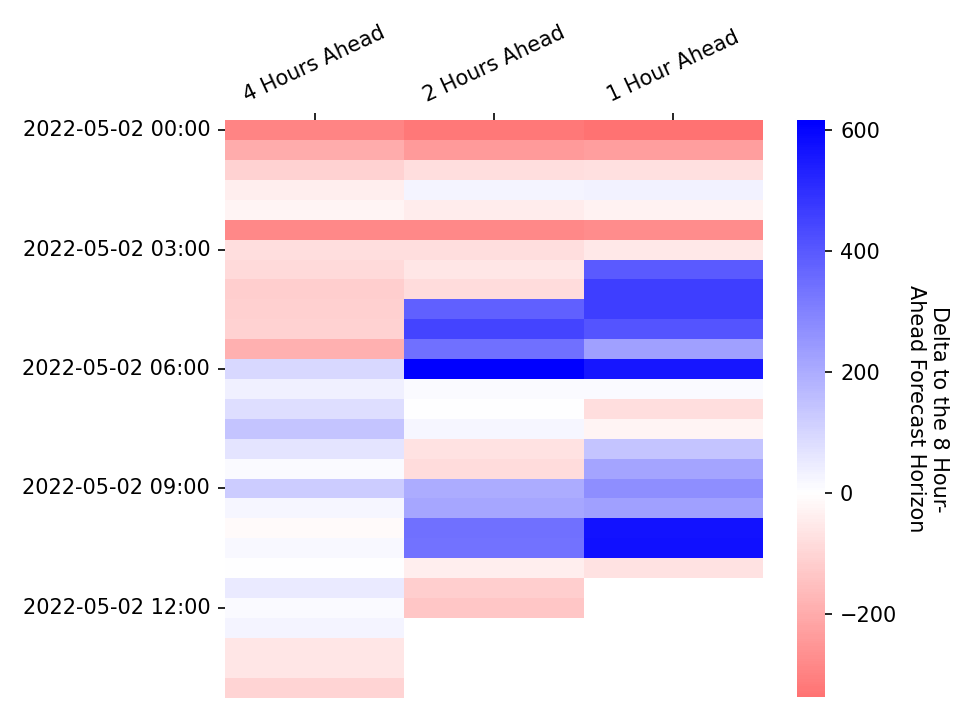 4 Hours Ahead
2 Hours Ahead
1 Hour Ahead
2022-05-02 00:00
2022-05-02 03:00
2022-05-02 06:00
2022-05-02 09:00
2022-05-02 12:00
600
400
200
0
−200
Delta to the 8 Hour-
Ahead Forecast Horizon